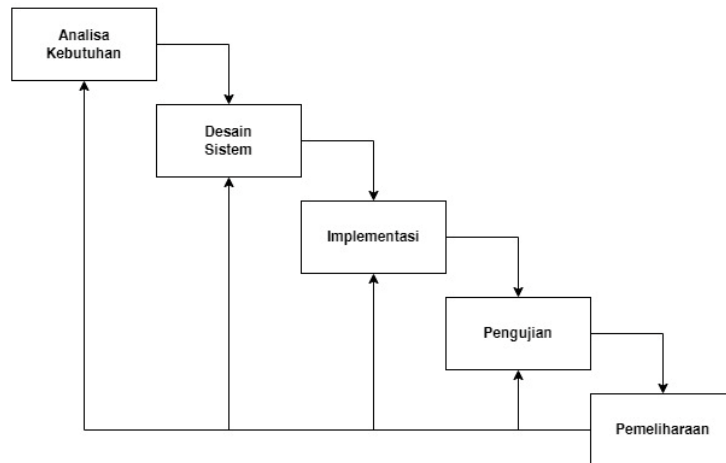 Analisa
Kebutuhan
Desain
Sistem
Implementasi
Pengujian
Pemeliharaan